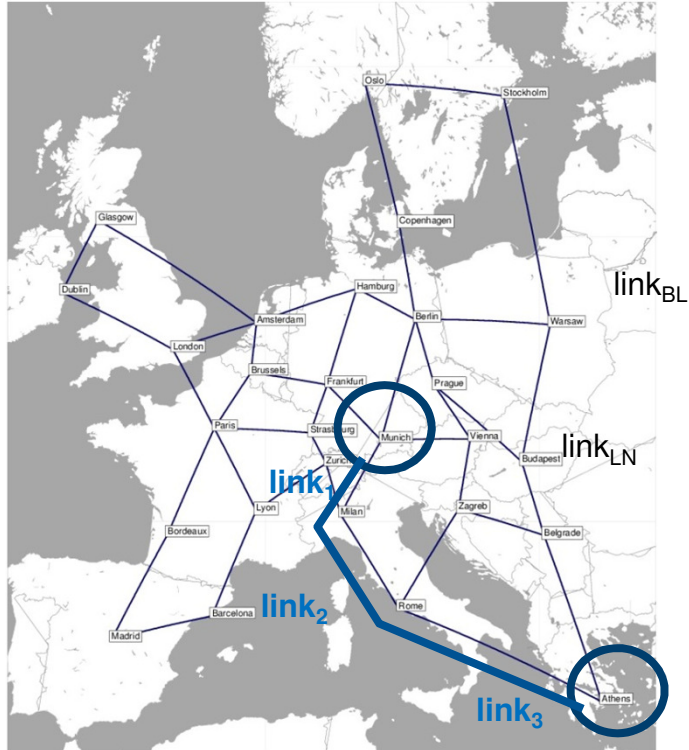 Oslo
Stockholm
Glasgow
Copenhagen
link_BL
Dublin
Hamburg
Amsterdam
Berlin
Warsaw
London
Brussels
Frankfurt
Prague
Paris
Strasbourg
Munich
Vienna
link_LN
Budapest
Zurich
link_1
Lyon
Milan
Zagreb
Bordeaux
Belgrade
link_2
Rome
Barcelona
Madrid
Athens
link_3